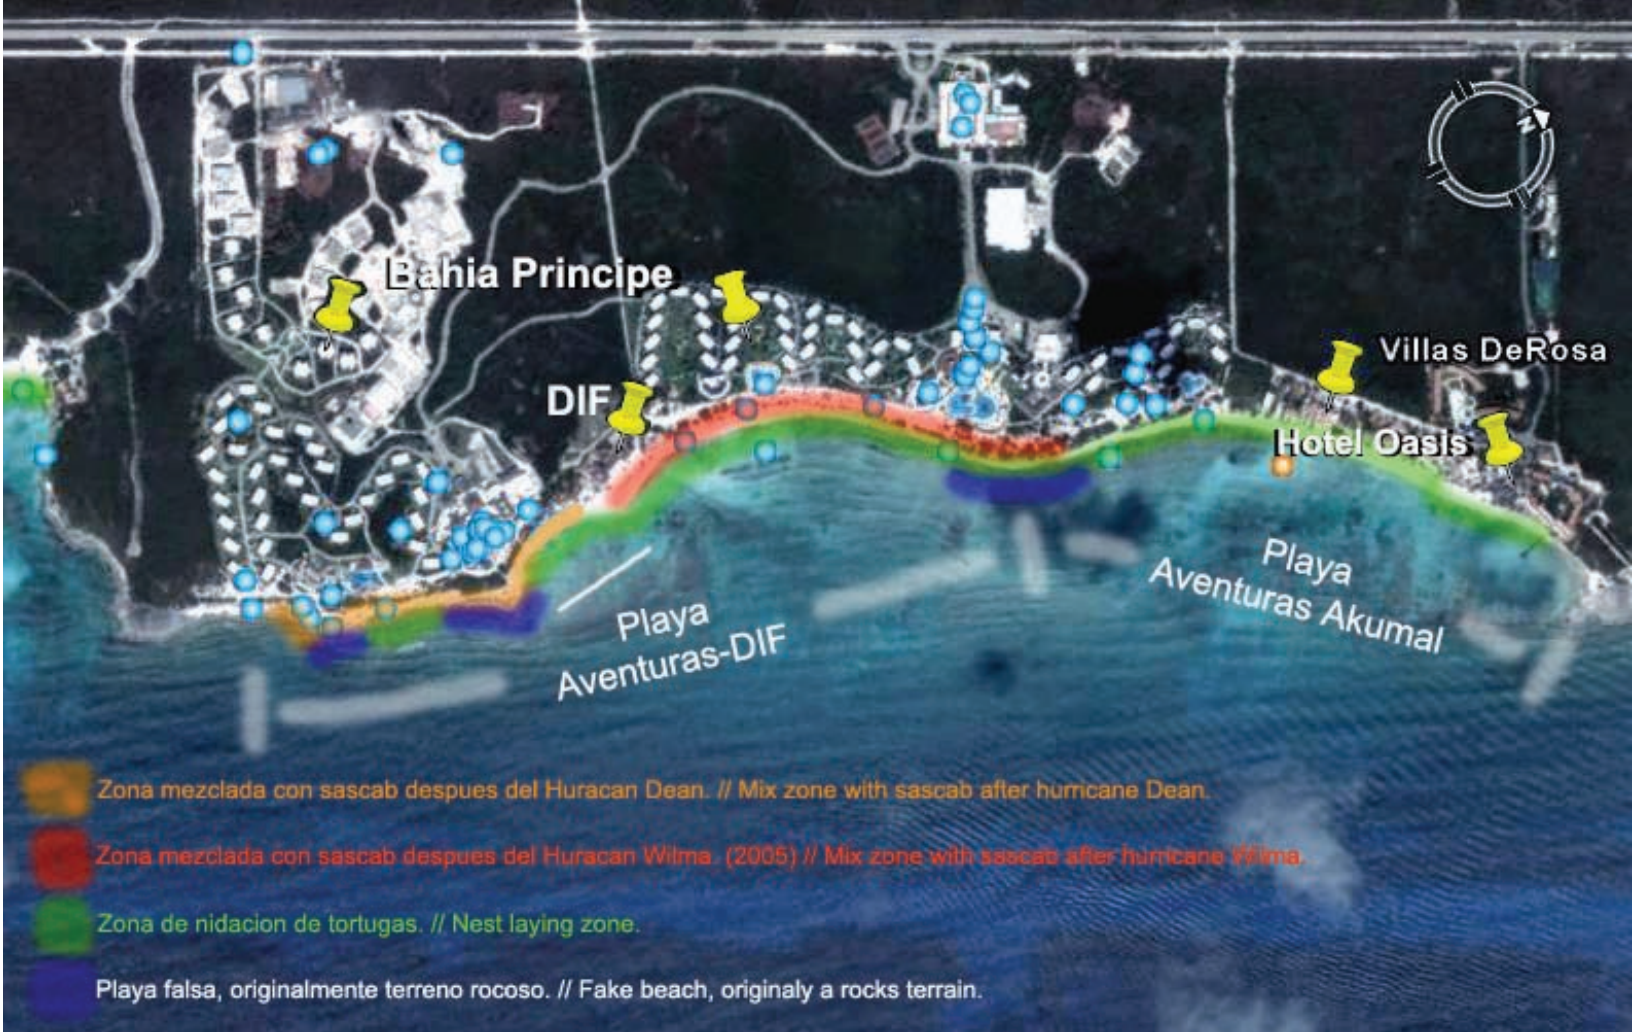 N
Bahia Principe
Villas DeRosa
DIF
Hotel Oasis
Playa
Aventuras Akumal
Playa
Aventuras-DIF
Zona mezclada con sascab despues del Huracan Dean. // Mix zone with sascab after hurricane Dean.
Zona mezclada con sascab despues del Huracan Wilma. (2005) // Mix zone with sascab after hurricane Wilma.
Zona de nidacion de tortugas. // Nest laying zone.
Playa falsa, originalmente terreno rocoso. // Fake beach, originaly a rocks terrain.